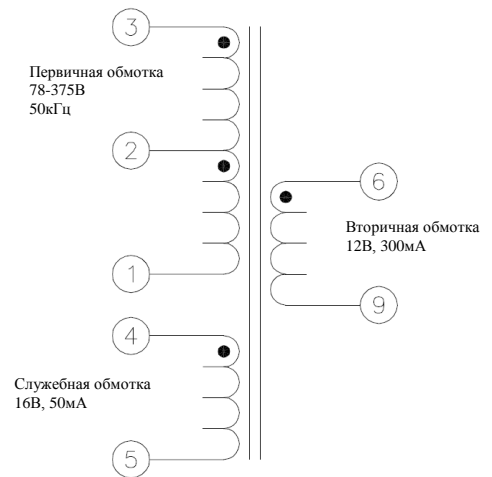 3
Первичная обмотка
78-375В
50кГц
2
6
Вторичная обмотка
12В, 300мА
1
9
4
Служебная обмотка
16В, 50мА
5